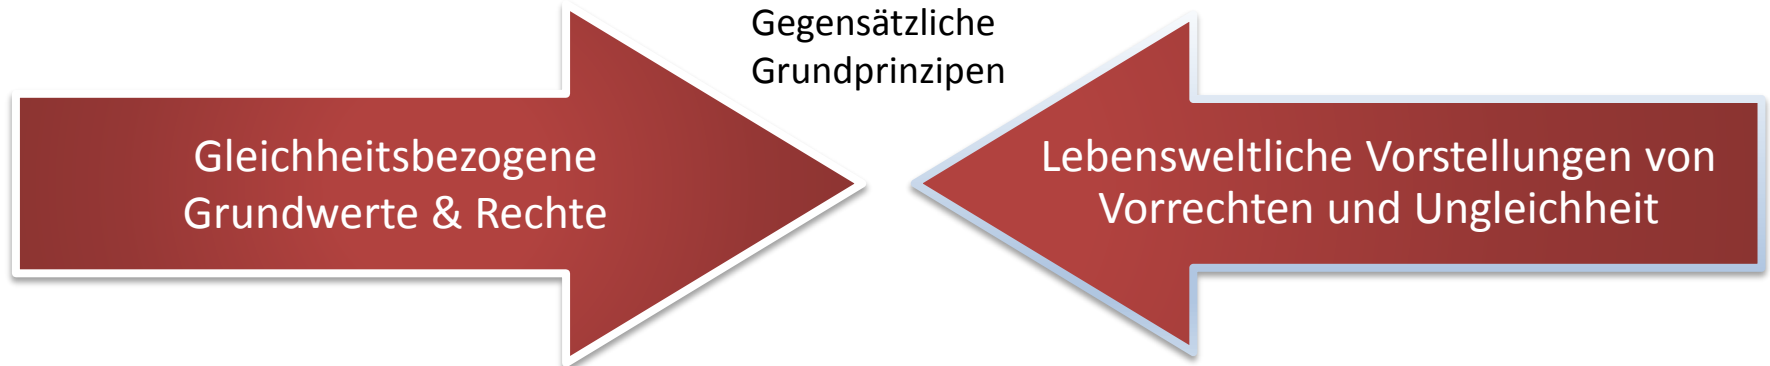 Gegensätzliche
Grundprinzipen
Gleichheitsbezogene
Grundwerte & Rechte
Lebensweltliche Vorstellungen von
Vorrechten und Ungleichheit